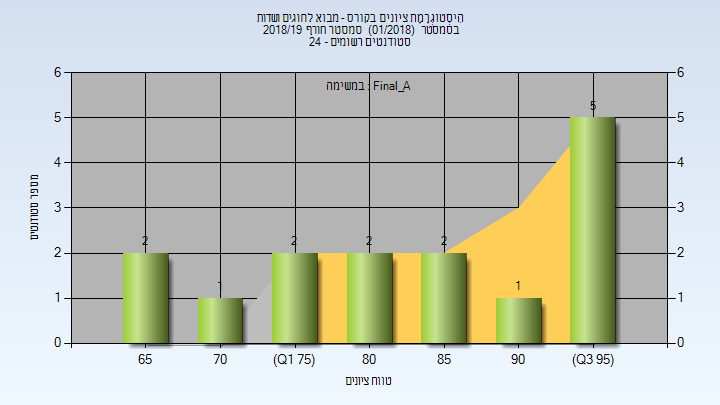 היסטוגרמת ציונים בקורס - מבוא לחוגים ושדות
בסמסטר (01/2018) סמסטר חורף 2018/19
סטודנטים רשומים - 24
במשימה : Final_A
6 6
5 5
4 4
3 3
2 2
1 1
0 0
2 1 2 2 2 1 5
מספר סטודנטים
65 70 (Q1 75) 80 85 90 (Q3 95)
טווח ציונים